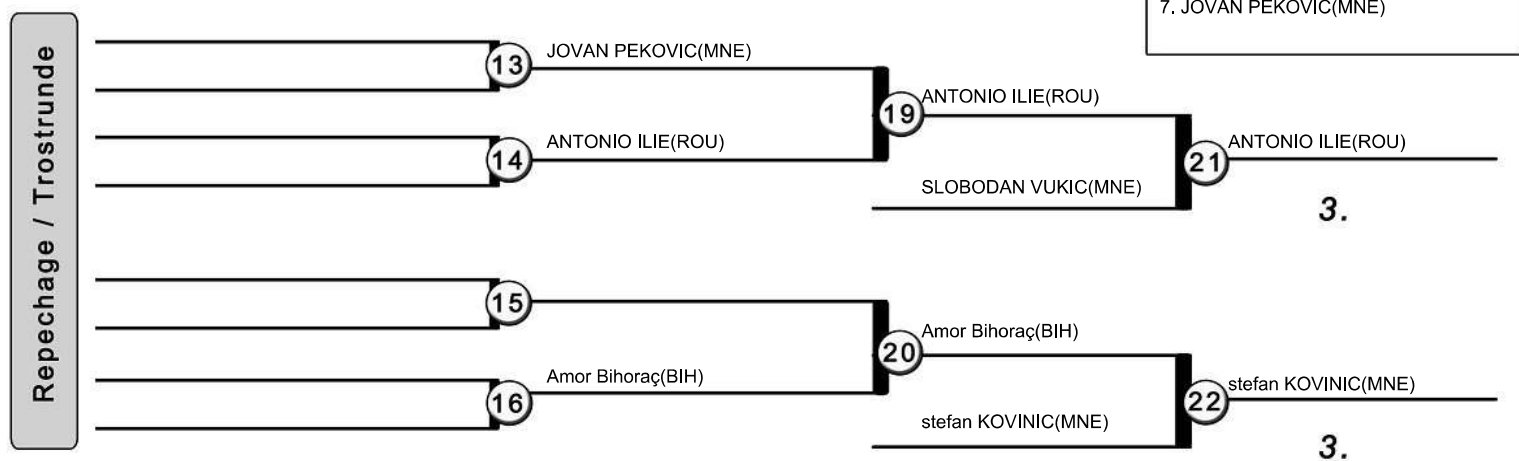 7. JOVAN PEKOVIC(MNE)
Repechage / Trostrunde
13
JOVAN PEKOVIC(MNE)
19
ANTONIO ILIE(ROU)
14
ANTONIO ILIE(ROU)
21
ANTONIO ILIE(ROU)
SLOBODAN VUKIC(MNE)
3.
15
20
Amor Bihoraç(BIH)
16
Amor Bihoraç(BIH)
22
stefan KOVINIC(MNE)
stefan KOVINIC(MNE)
3.